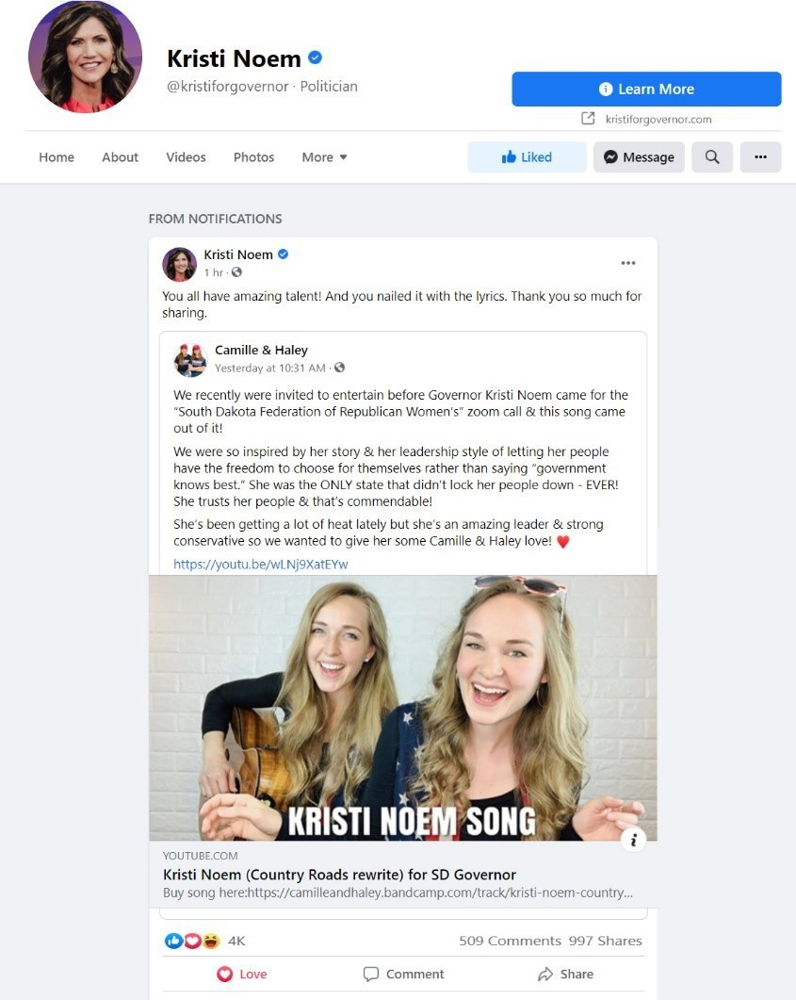 Kristi Noem
@kristiforgovernor · Politician
Learn More
kristiforgovernor.com
Home About Videos Photos More
Liked Message
FROM NOTIFICATIONS
Kristi Noem
1 hr ·
You all have amazing talent! And you nailed it with the lyrics. Thank you so much for
sharing.
Camille & Haley
Yesterday at 10:31 AM ·
We recently were invited to entertain before Governor Kristi Noem came for the
“South Dakota Federation of Republican Women’s” zoom call & this song came
out of it!
We were so inspired by her story & her leadership style of letting her people
have the freedom to choose for themselves rather than saying “government
knows best.” She was the ONLY state that didn’t lock her people down - EVER!
She trusts her people & that’s commendable!
She’s been getting a lot of heat lately but she’s an amazing leader & strong
conservative so we wanted to give her some Camille & Haley love! ❤️
https://youtu.be/wLNj9XatEYw
KRISTI NOEM SONG
YOUTUBE.COM
Kristi Noem (Country Roads rewrite) for SD Governor
Buy song here:https://camilleandhaley.bandcamp.com/track/kristi-noem-country...
4K 509 Comments 997 Shares
Love Comment Share